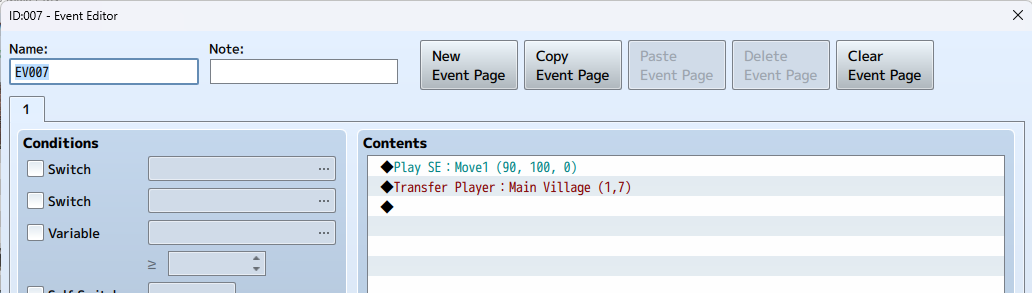 ID:007 - Event Editor
Name:
Note:
EV007
New
Event Page
Copy
Event Page
Paste
Event Page
Delete
Event Page
Clear
Event Page
1
Conditions
Switch
...
Switch
...
Variable
...
≥
Contents
◆Play SE：Move1 (90, 100, 0)
◆Transfer Player：Main Village (1,7)
◆